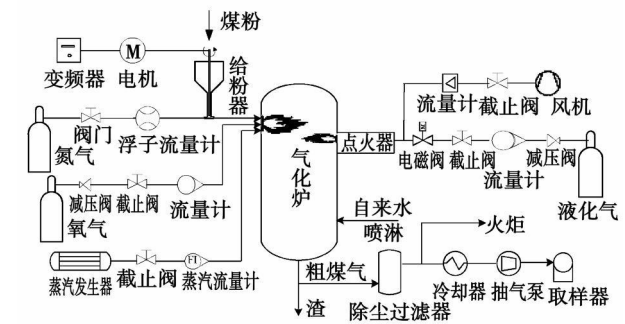 煤粉
变频器
M
电机
给粉器
阀门
浮子流量计
氮气
减压阀
截止阀
流量计
氧气
蒸汽发生器
截止阀
FI
蒸汽流量计
气化炉
点火器
流量计
截止阀
风机
电磁阀
截止阀
流量计
减压阀
液化气
自来水
喷淋
火炬
粗煤气
渣
除尘过滤器
冷却器
抽气泵
取样器